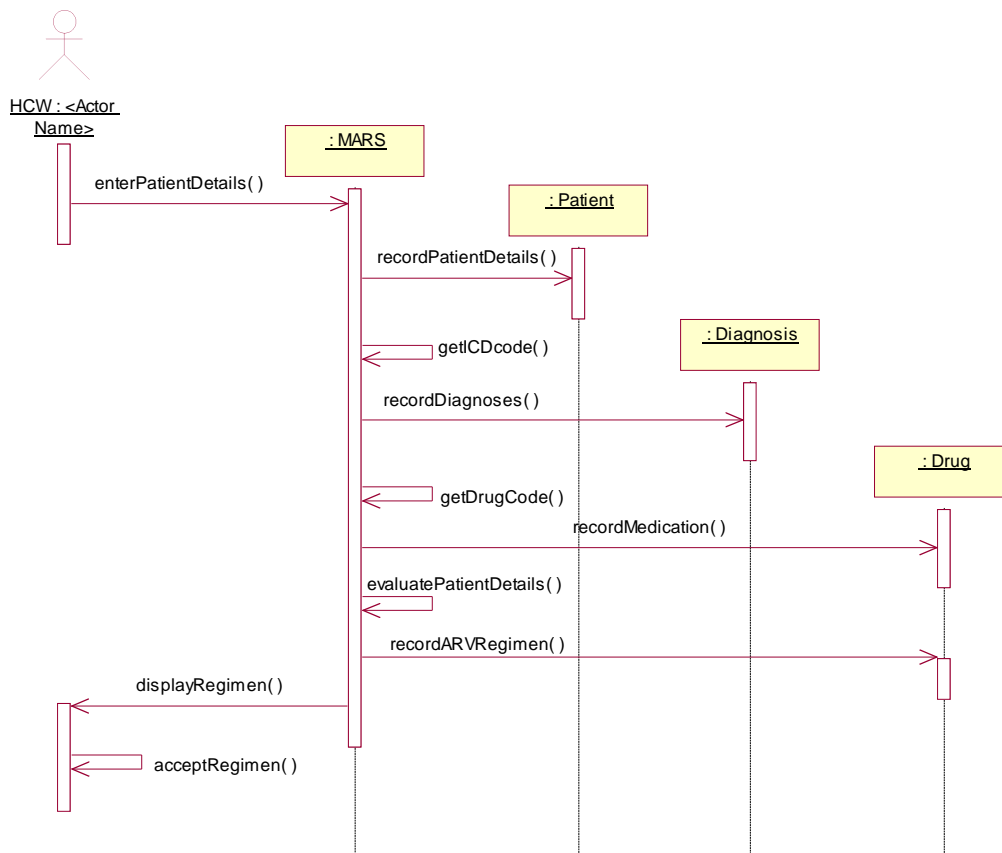 HCW : <Actor
Name>
: MARS
enterPatientDetails( )
: Patient
recordPatientDetails( )
: Diagnosis
getICDcode( )
recordDiagnoses( )
: Drug
getDrugCode( )
recordMedication( )
evaluatePatientDetails( )
recordARVRegimen( )
displayRegimen( )
acceptRegimen( )